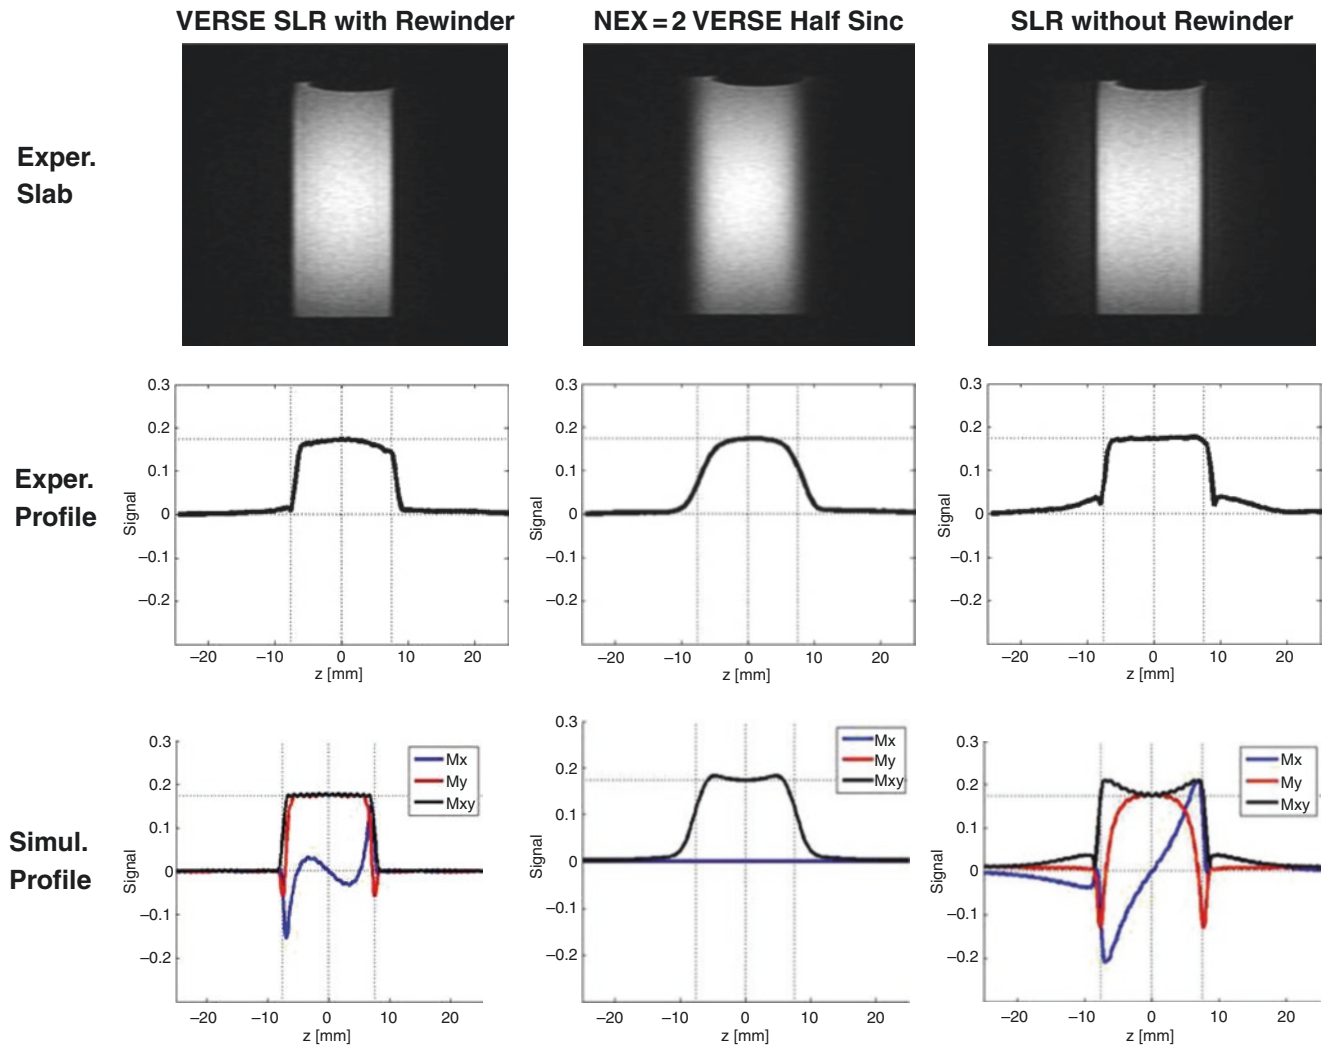 VERSE SLR with Rewinder
NEX = 2 VERSE Half Sinc
SLR without Rewinder
Exper.
Slab
Exper.
Profile
0.3
0.2
0.1
0
–0.1
–0.2
Signal
–20
–10
0
10
20
z [mm]
0.3
0.2
0.1
0
–0.1
–0.2
Signal
–20
–10
0
10
20
z [mm]
0.3
0.2
0.1
0
–0.1
–0.2
Signal
–20
–10
0
10
20
z [mm]
Simul.
Profile
0.3
0.2
0.1
0
–0.1
–0.2
Signal
Mx
My
Mxy
–20
–10
0
10
20
z [mm]
0.3
0.2
0.1
0
–0.1
–0.2
Signal
Mx
My
Mxy
–20
–10
0
10
20
z [mm]
0.3
0.2
0.1
0
–0.1
–0.2
Signal
Mx
My
Mxy
–20
–10
0
10
20
z [mm]